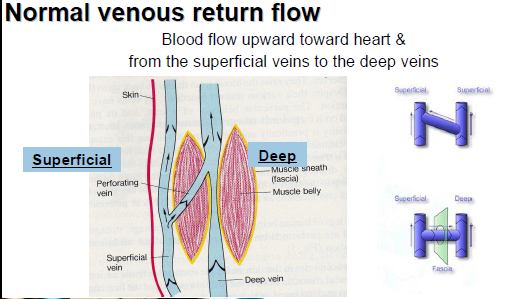 Normal venous return flow
Blood flow upward toward heart &
from the superficial veins to the deep veins
Skin
Superficial
Deep
Muscle sheath
(fascia)
Muscle belly
Perforating
vein
Superficial
vein
Deep vein
Superficial Superficial
Superficial Deep
Fascia